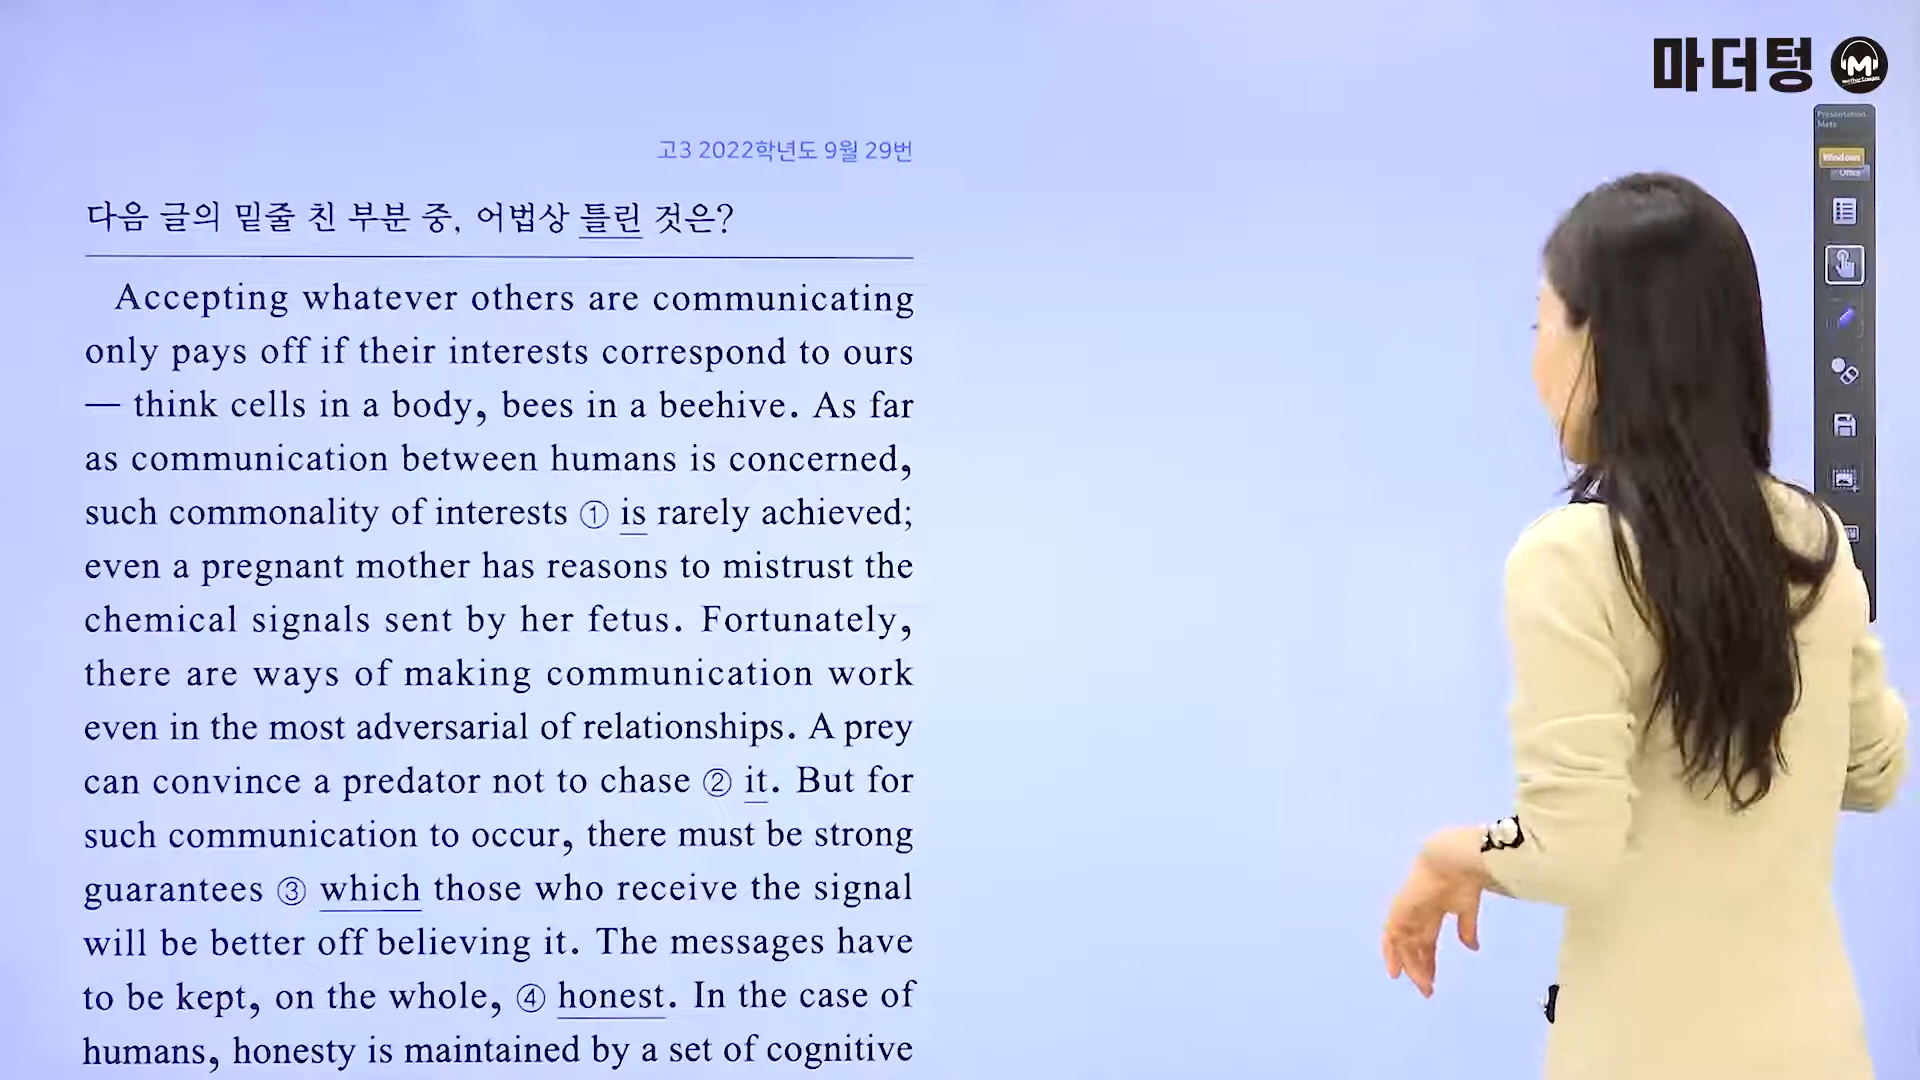 마더텅
M
Presentation
Windows
Office
고3 2022학년도 9월 29번
다음 글의 밑줄 친 부분 중, 어법상 틀린 것은?
Accepting whatever others are communicating
only pays off if their interests correspond to ours
— think cells in a body, bees in a beehive. As far
as communication between humans is concerned,
such commonality of interests ① is rarely achieved;
even a pregnant mother has reasons to mistrust the
chemical signals sent by her fetus. Fortunately,
there are ways of making communication work
even in the most adversarial of relationships. A prey
can convince a predator not to chase ② it. But for
such communication to occur, there must be strong
guarantees ③ which those who receive the signal
will be better off believing it. The messages have
to be kept, on the whole, ④ honest. In the case of
humans, honesty is maintained by a set of cognitive